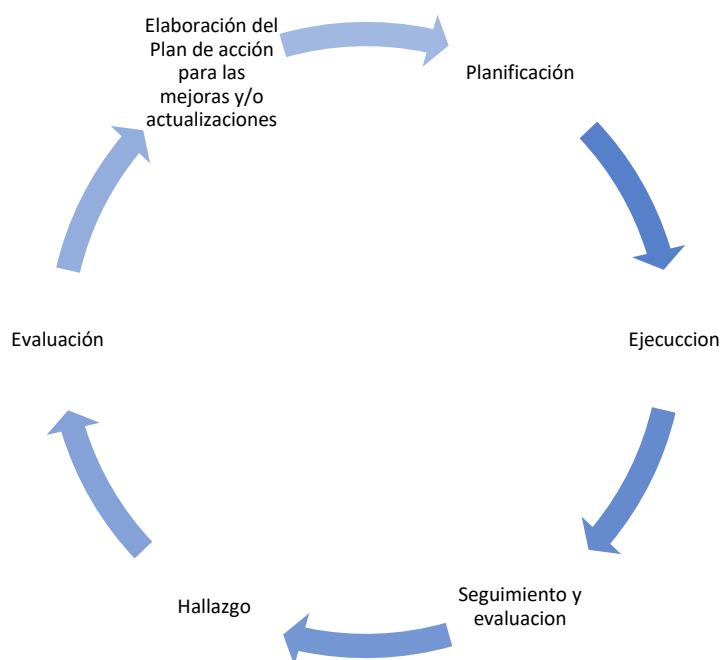 Elaboración del
Plan de acción
para las
mejoras y/o
actualizaciones
Planificación
Ejecuccion
Seguimiento y
evaluacion
Hallazgo
Evaluación